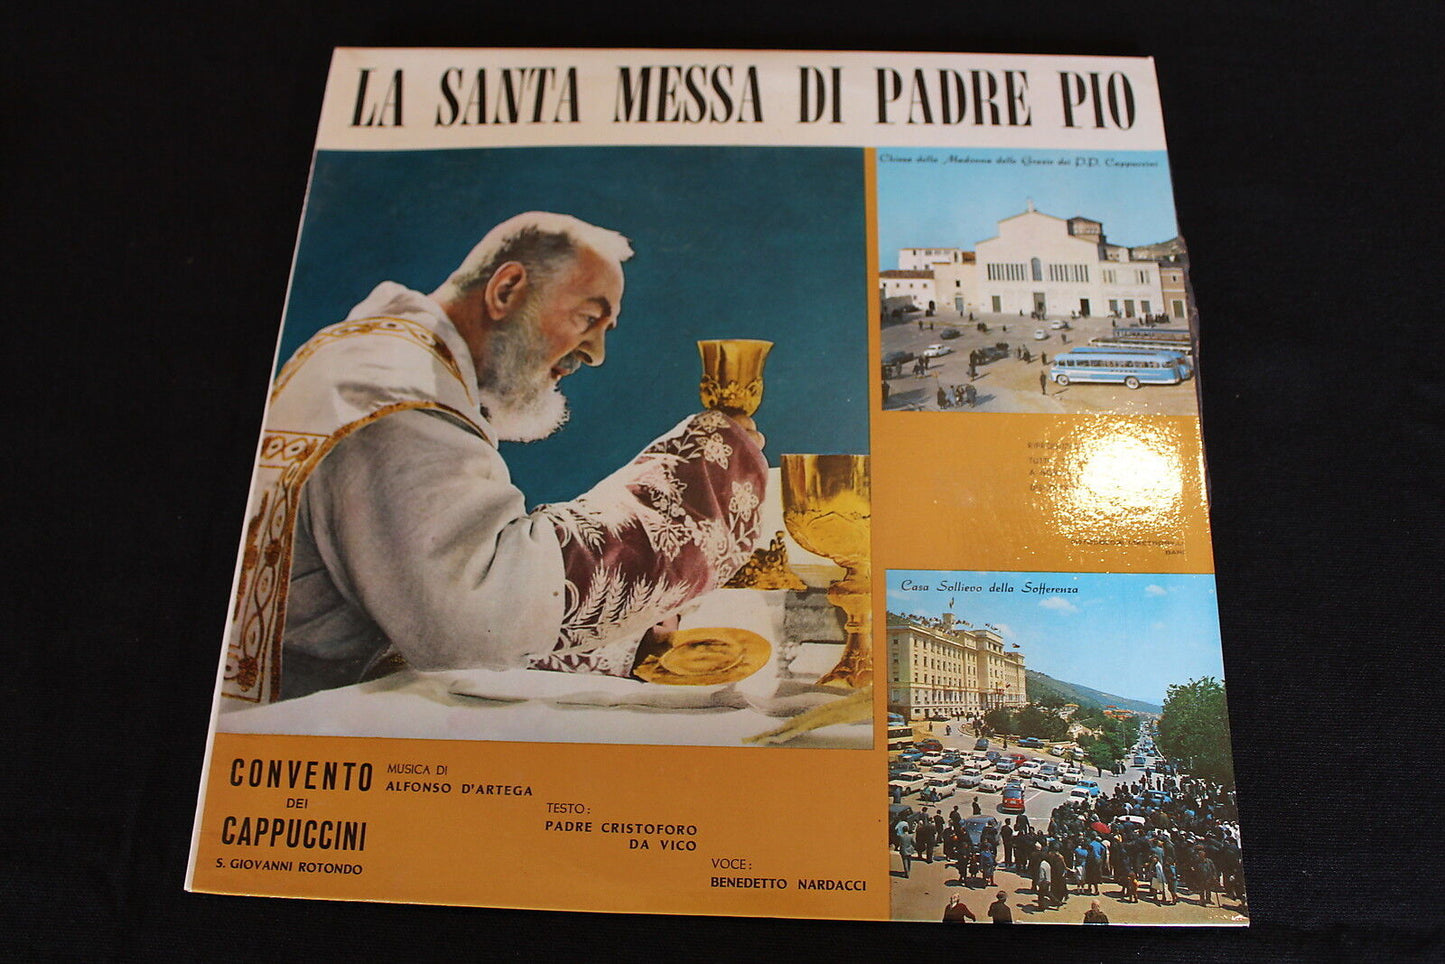 LA SANTA MESSA DI PADRE PIO
Chiesa della Madonna delle Grazie dei P.P. Cappuccini
Casa Sollievo della Sofferenza
CONVENTO
DEI
CAPPUCCINI
S. GIOVANNI ROTONDO
MUSICA DI
ALFONSO D'ARTEGA
TESTO:
PADRE CRISTOFORO
DA VICO
VOCE:
BENEDETTO NARDACCI